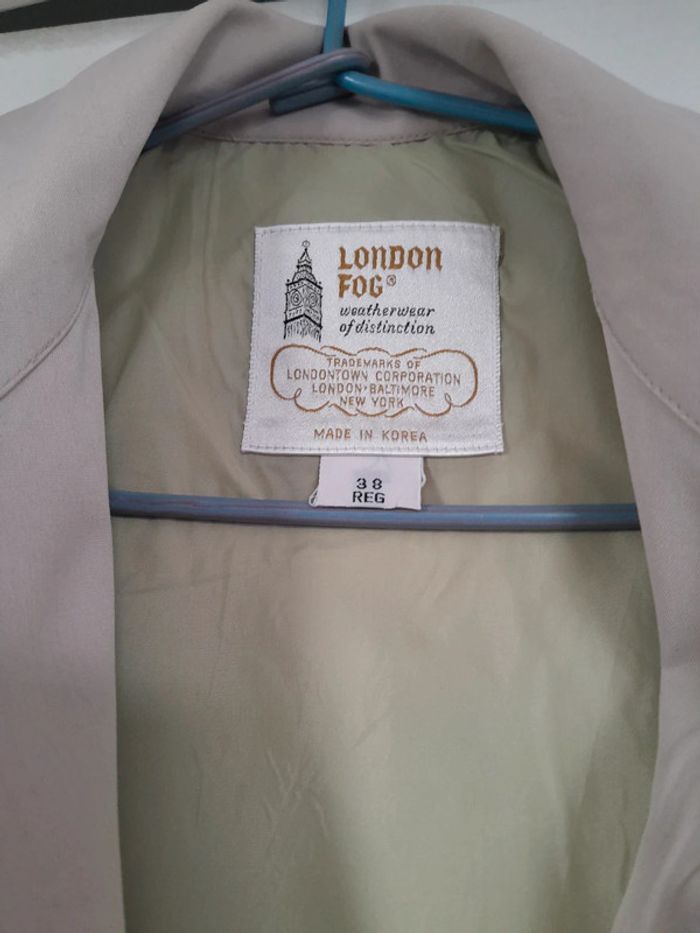 LONDON
FOG®
weatherwear
of distinction
TRADEMARKS OF
LONDONTOWN CORPORATION
LONDON•BALTIMORE
NEW YORK
MADE IN KOREA
38
REG